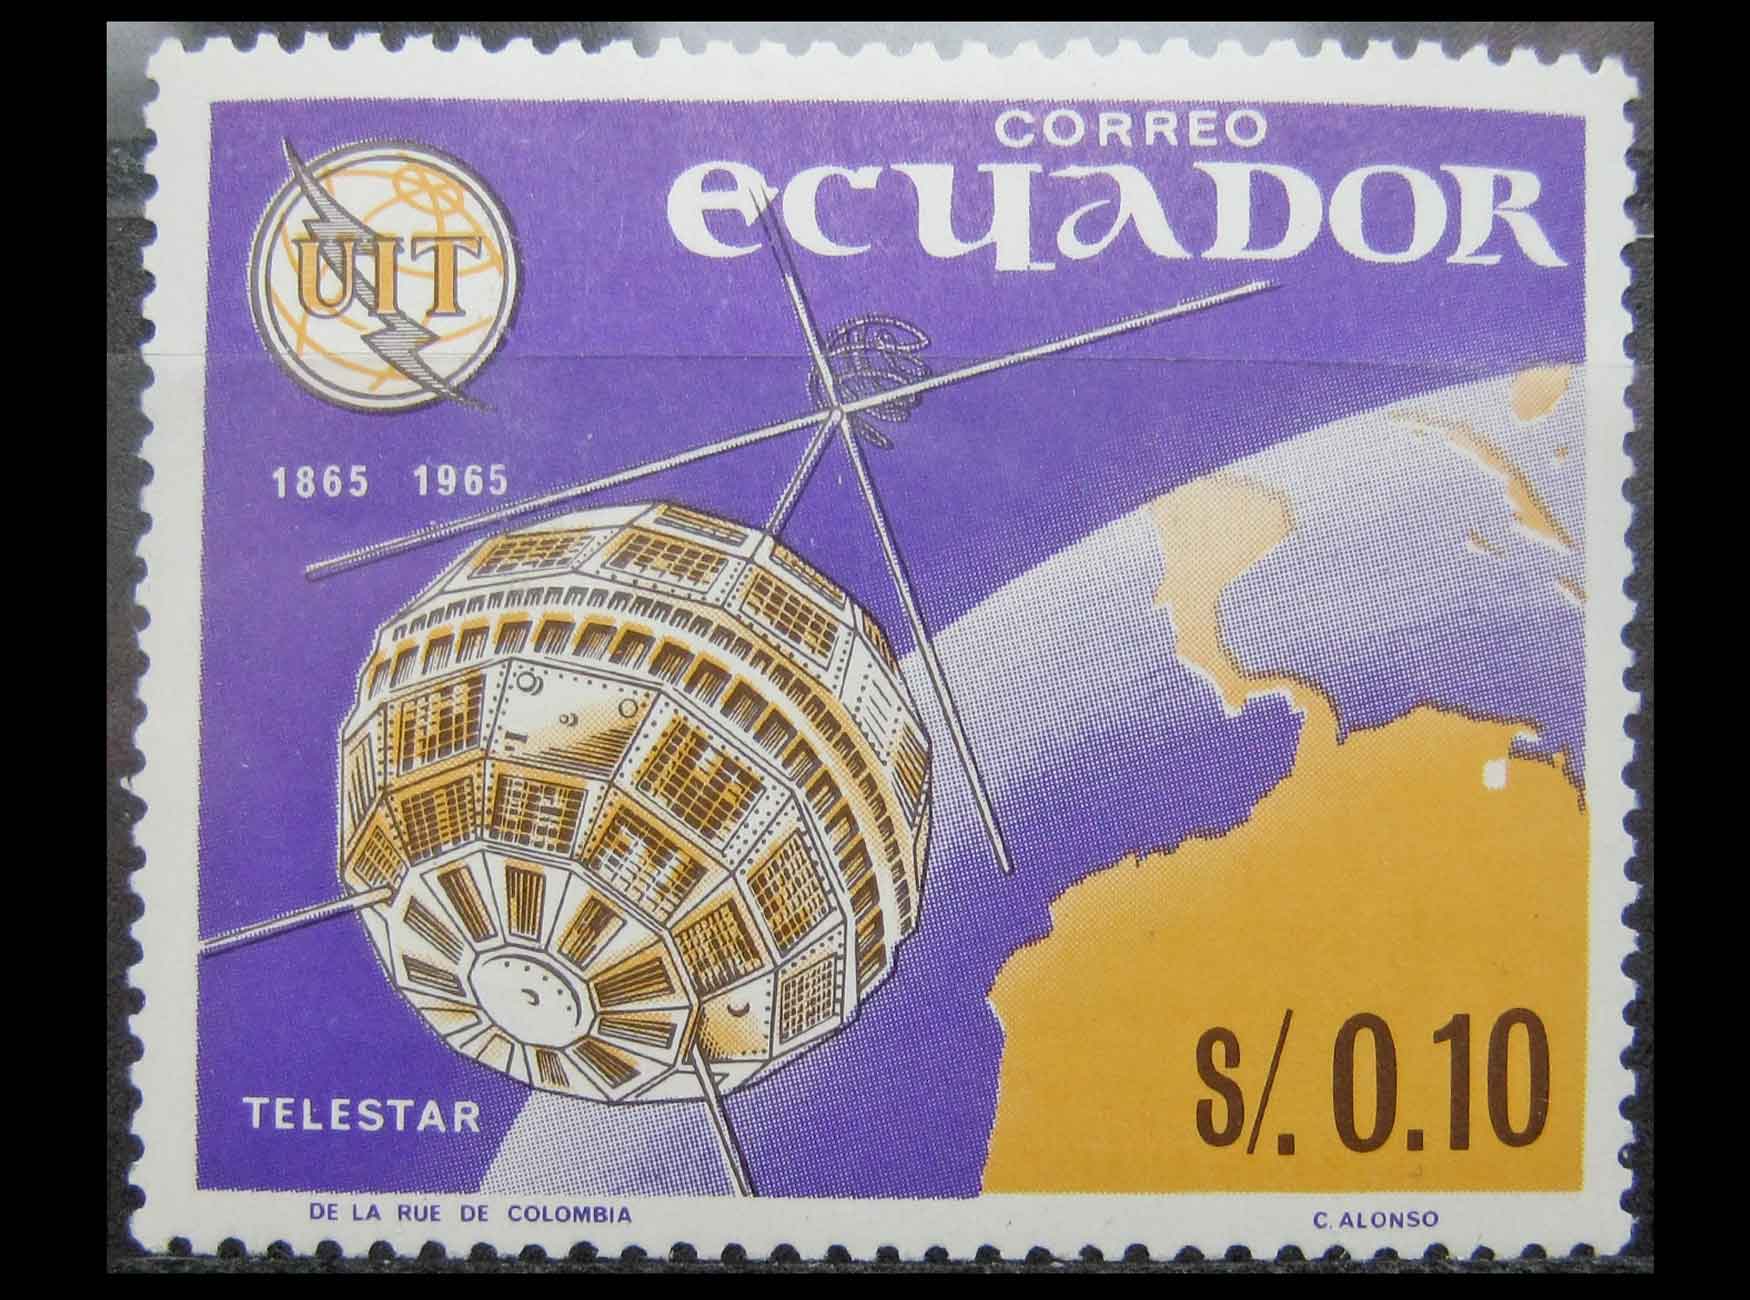 CORREO
ECUADOR
UIT
1865 1965
TELESTAR
S/. 0.10
DE LA RUE DE COLOMBIA
C. ALONSO